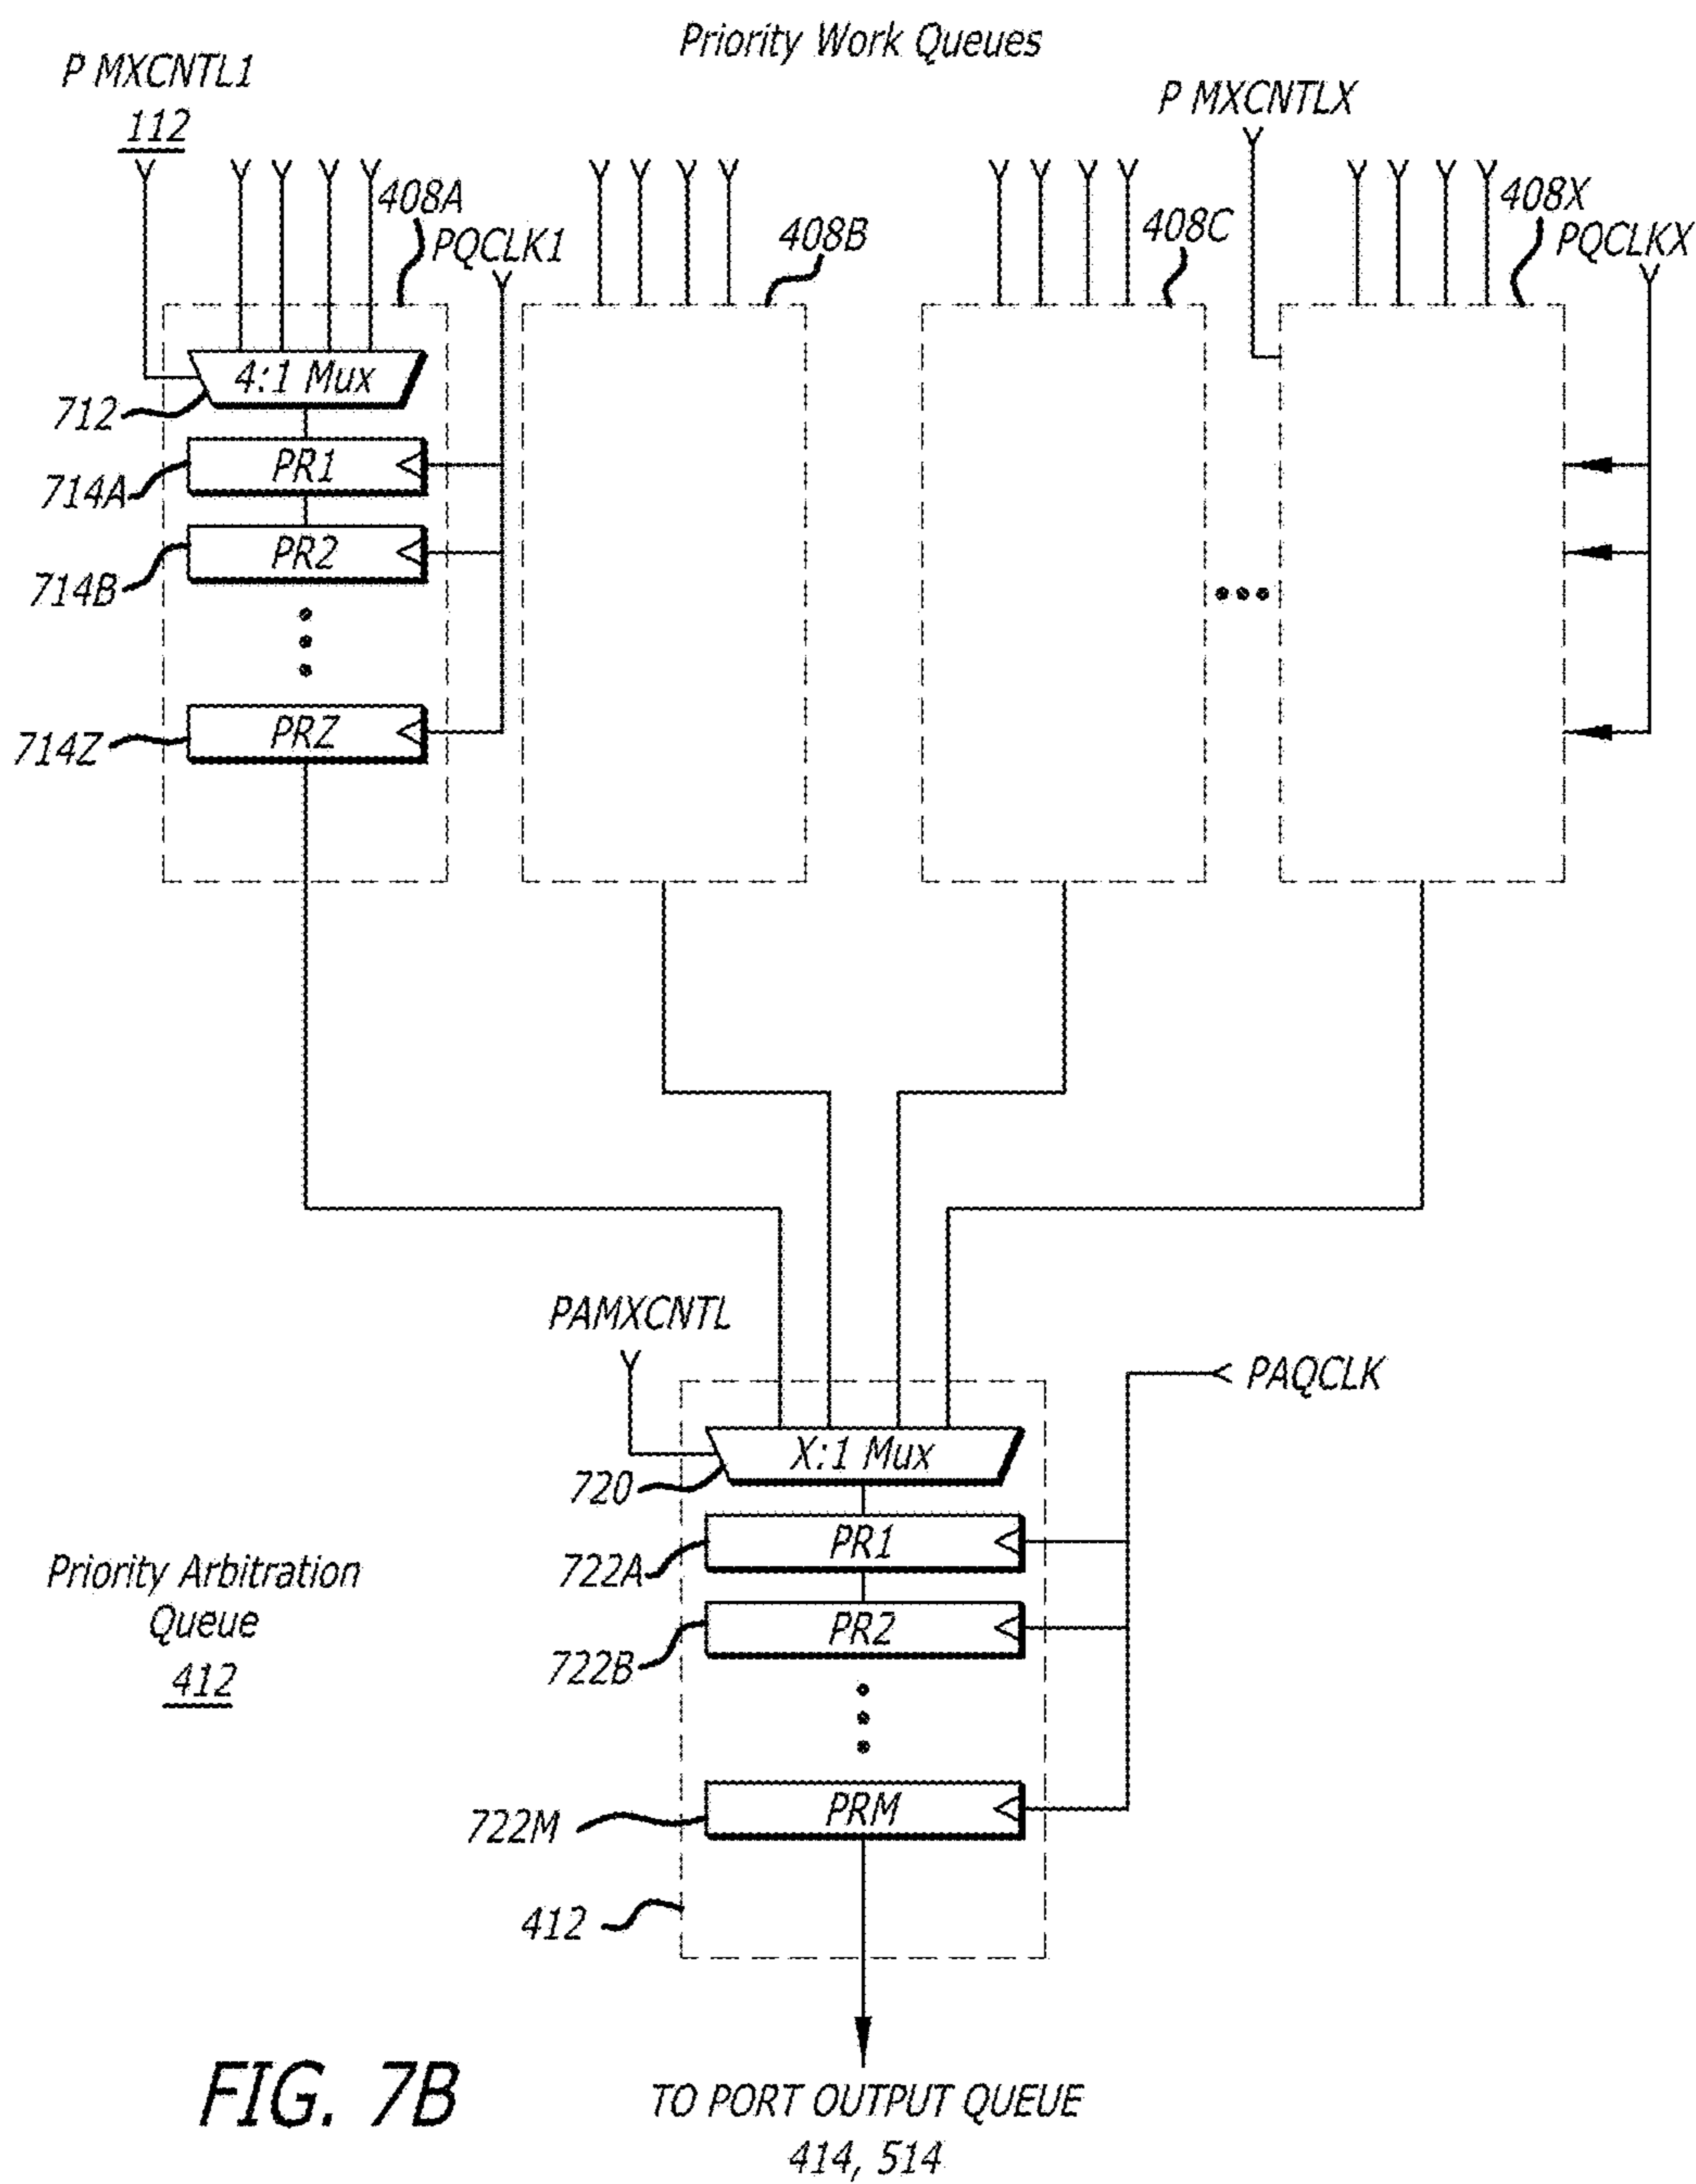 Priority Work Queues
P MXCNTL1
112
P MXCNTLX
408A
PQCLK1
408B
408C
408X
PQCLKX
4:1 Mux
712
PR1
714A
PR2
714B
PRZ
714Z
PAMXCNTL
PAQCLK
X:1 Mux
720
PR1
722A
PR2
722B
Priority Arbitration
Queue
412
PRM
722M
412
FIG. 7B
TO PORT OUTPUT QUEUE
414, 514